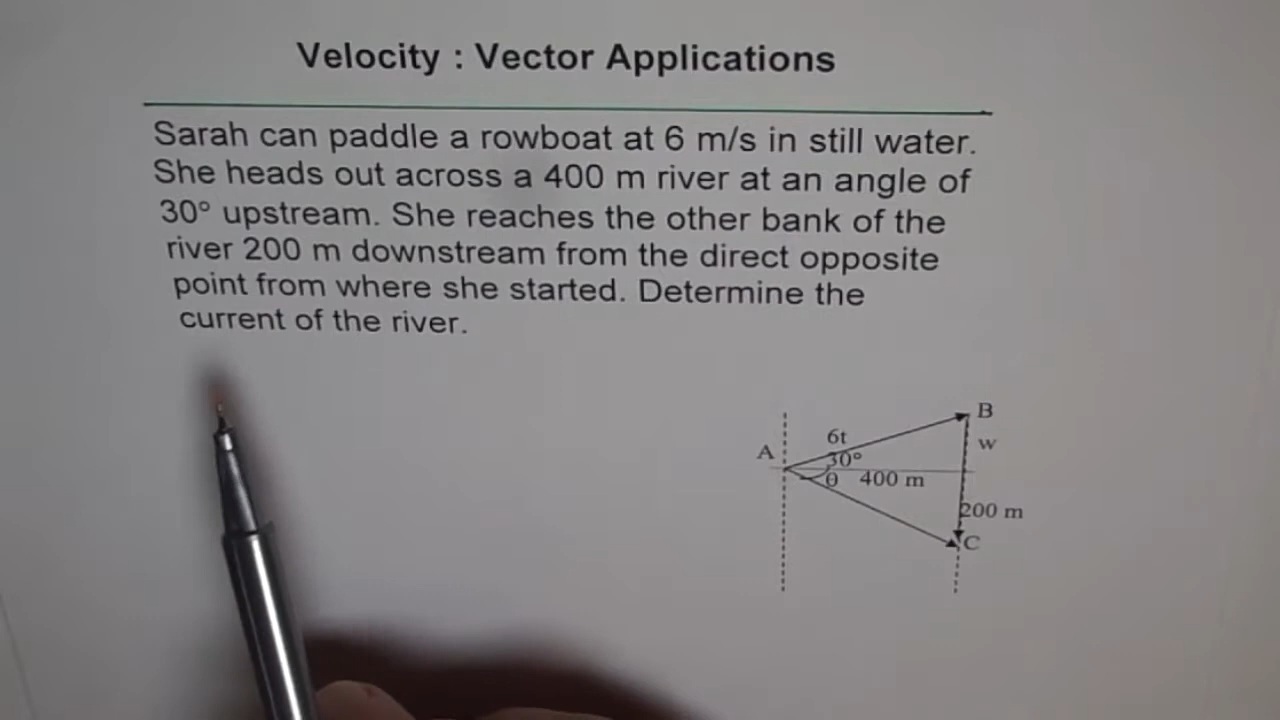 Velocity : Vector Applications
Sarah can paddle a rowboat at 6 m/s in still water.
She heads out across a 400 m river at an angle of
30° upstream. She reaches the other bank of the
river 200 m downstream from the direct opposite
point from where she started. Determine the
current of the river.
B
6t
w
A
30°
θ 400 m
200 m
C